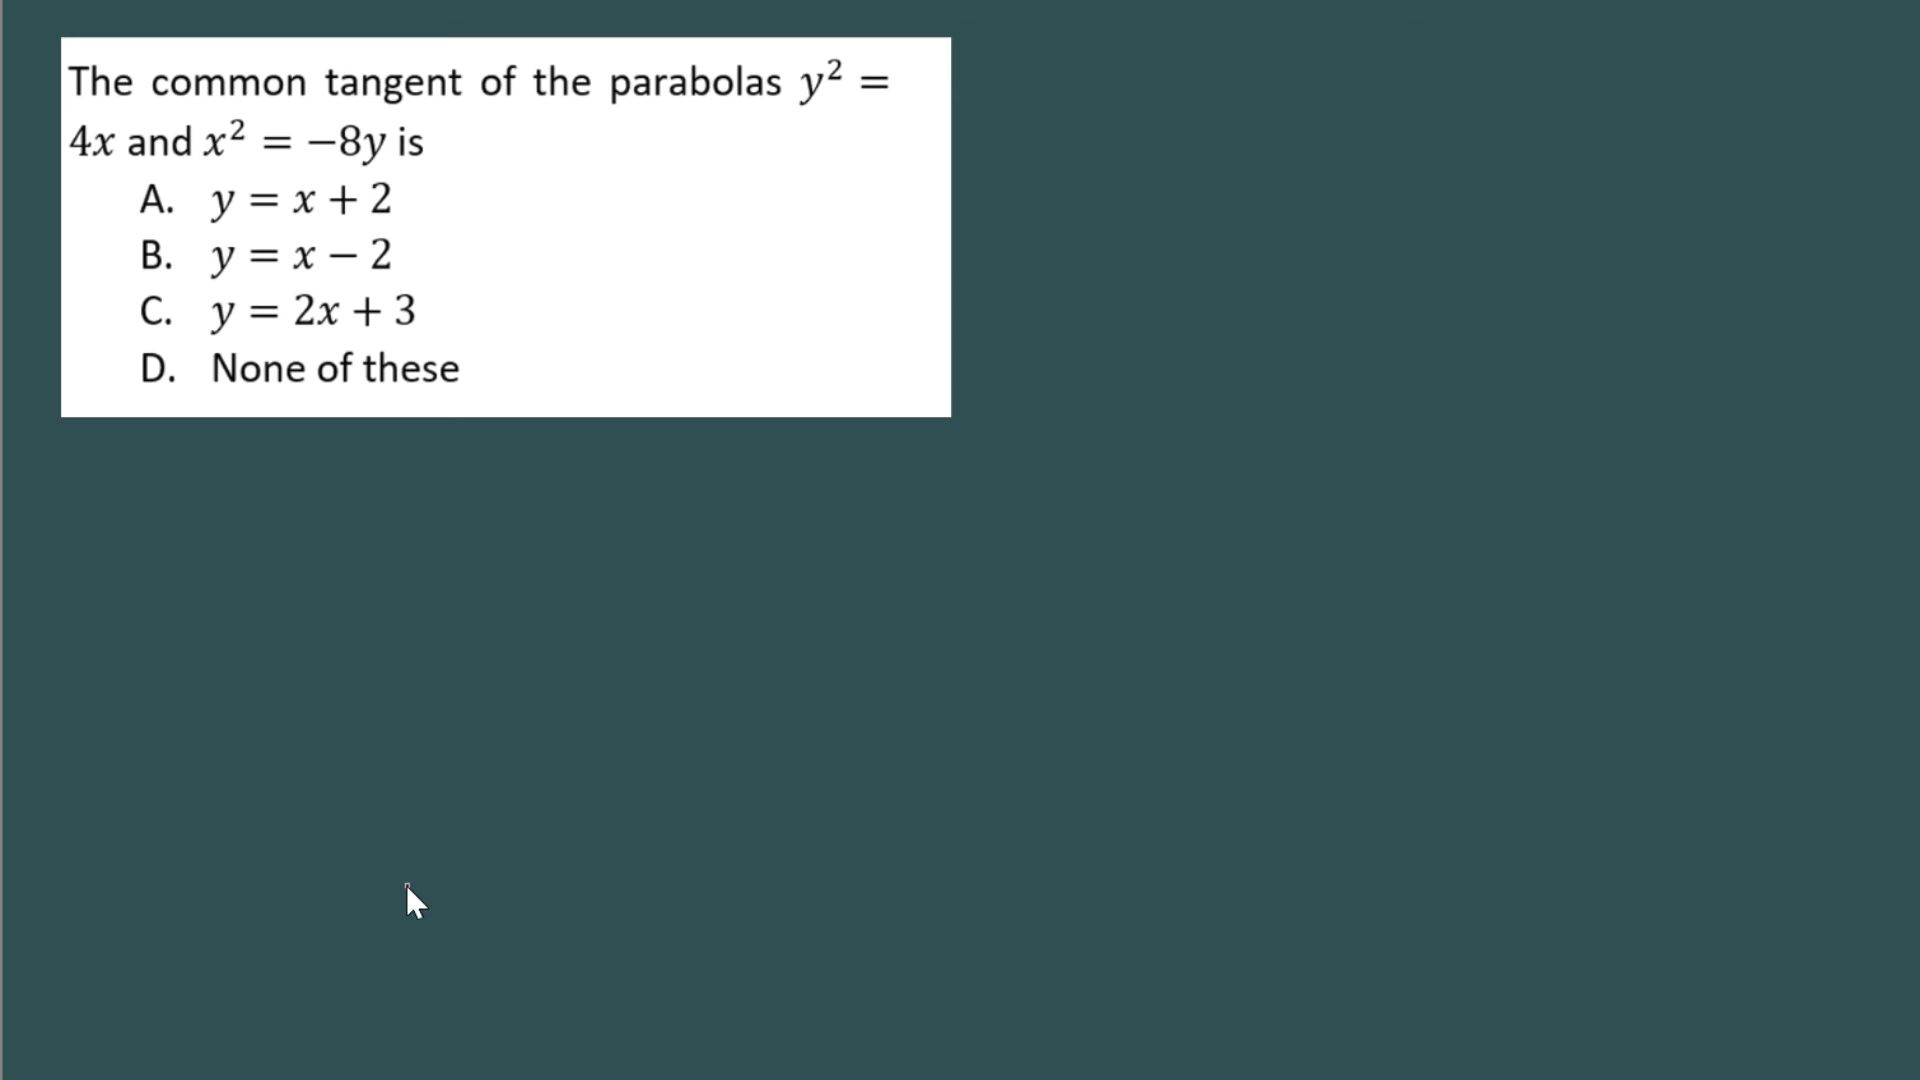 The common tangent of the parabolas y² =
4x and x² = −8y is
A. y = x + 2
B. y = x − 2
C. y = 2x + 3
D. None of these